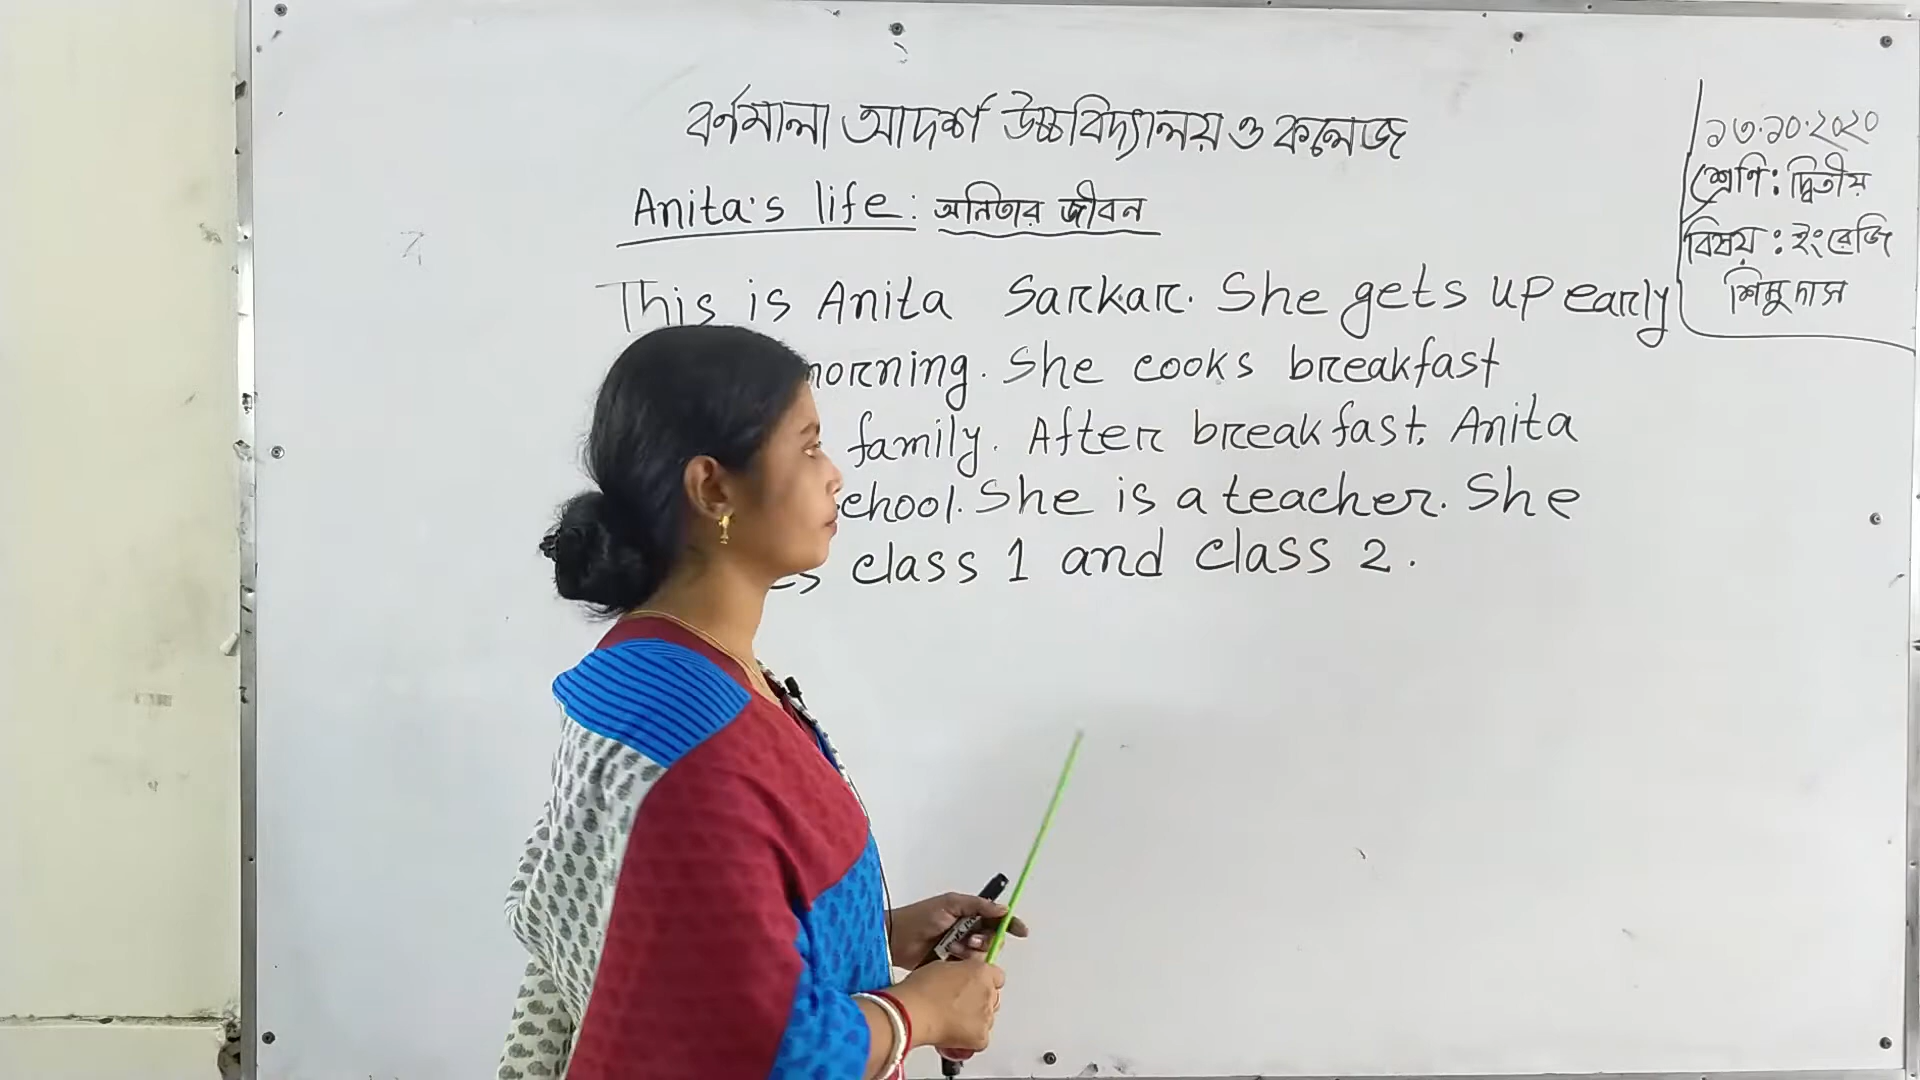 বর্নমালা আদর্শ উচ্চবিদ্যালয় ও কলেজ
Anita's life: অনিতার জীবন
This is Anita Sarkar. She gets up early
morning. She cooks breakfast
family. After breakfast, Anita
school. She is a teacher. She
class 1 and class 2.
১৩.১০.২০২০
শ্রেণি: দ্বিতীয়
বিষয়: ইংরেজি
শিমু দাস